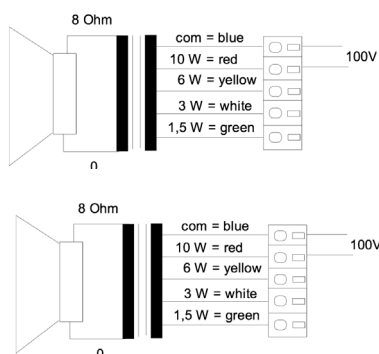 8 Ohm
com = blue
10 W = red
100V
6 W = yellow
3 W = white
1,5 W = green
0
8 Ohm
com = blue
10 W = red
100V
6 W = yellow
3 W = white
1,5 W = green
0